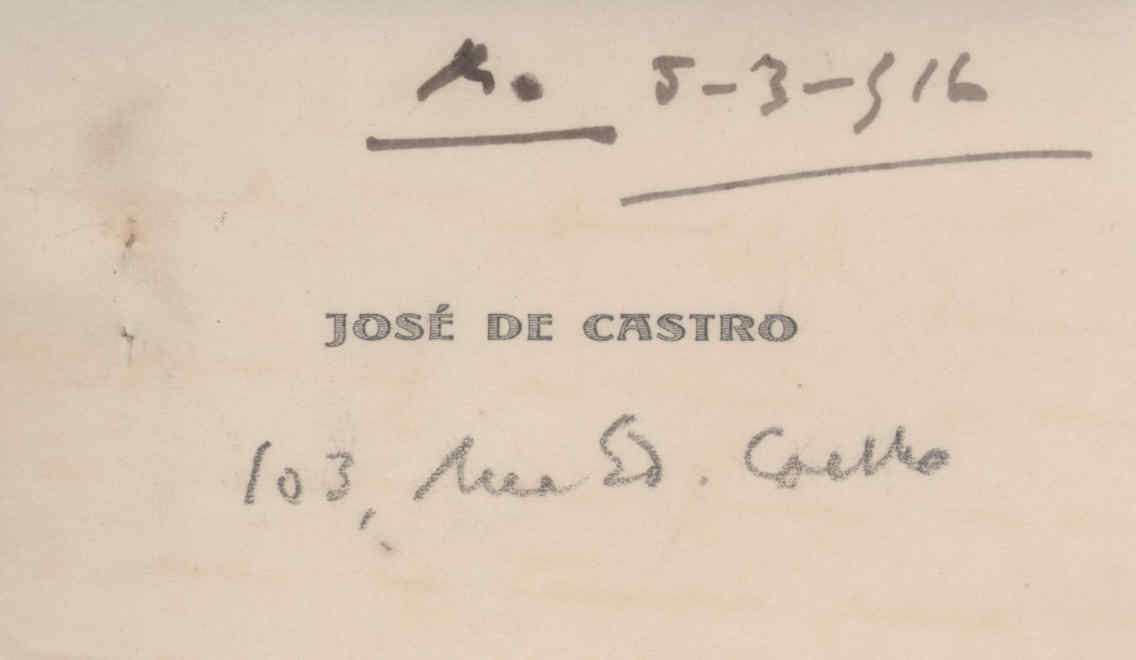 R. 5-3-916
JOSÉ DE CASTRO
103, Rua Ed. Coelho